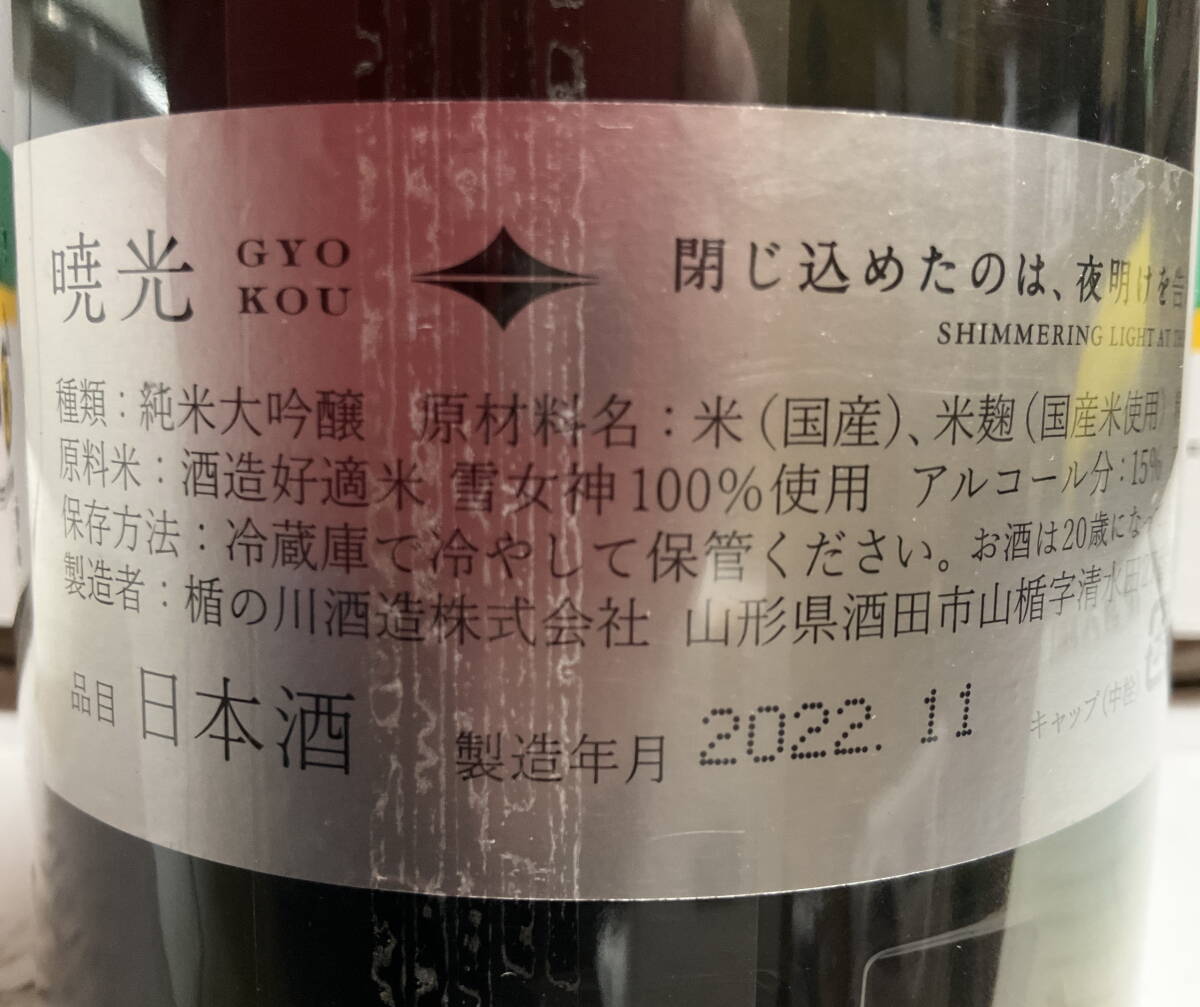 暁光 GYO
KOU
閉じ込めたのは、夜明けを告
SHIMMERING LIGHT AT
種類：純米大吟醸 原材料名：米（国産）、米麹（国産米使用）
原料米：酒造好適米 雪女神100％使用 アルコール分：15％
保存方法：冷蔵庫で冷やして保管ください。お酒は20歳にな
製造者：楯の川酒造株式会社 山形県酒田市山楯字清水田
品目 日本酒 製造年月 2022.11
キャップ（中栓）